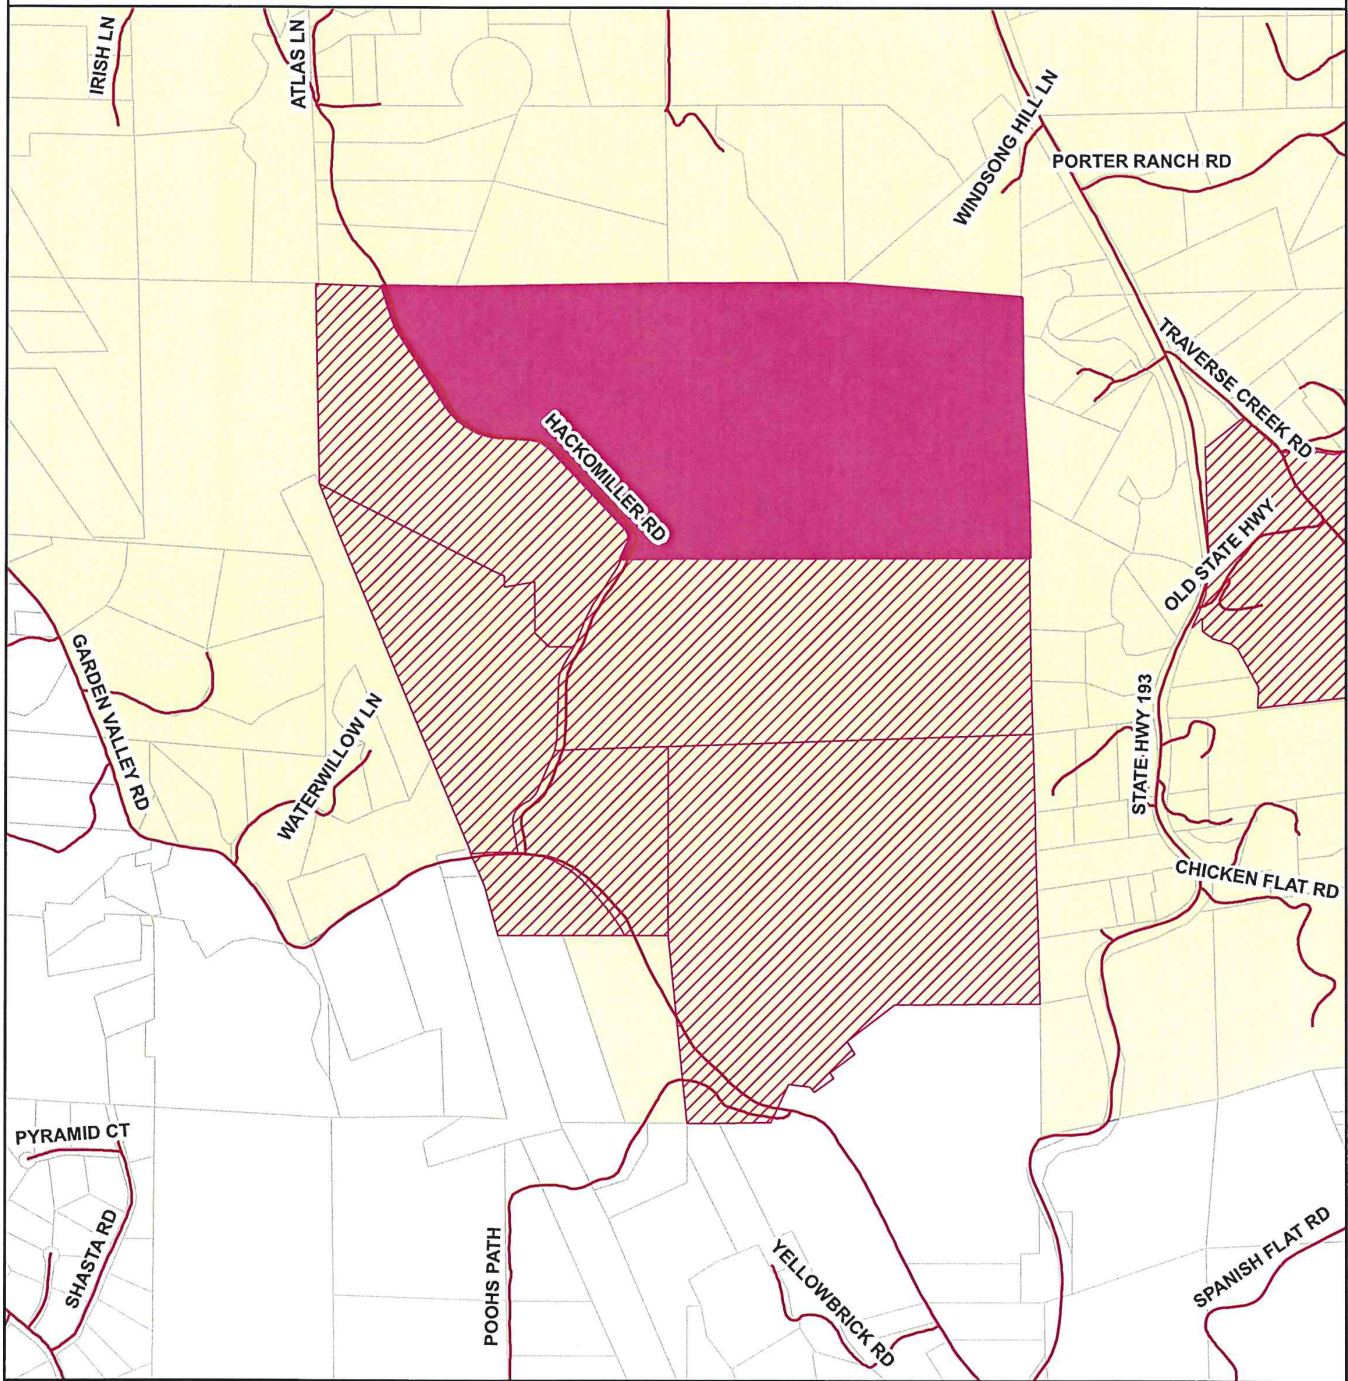 IRISH LN
ATLAS LN
WINDSONG HILL LN
PORTER RANCH RD
TRAVERSE CREEK RD
HACKOMILLER RD
OLD STATE HWY
GARDEN VALLEY RD
WATERWILLOW LN
STATE HWY 193
CHICKEN FLAT RD
PYRAMID CT
SHASTA RD
POOHS PATH
YELLOWBRICK RD
SPANISH FLAT RD